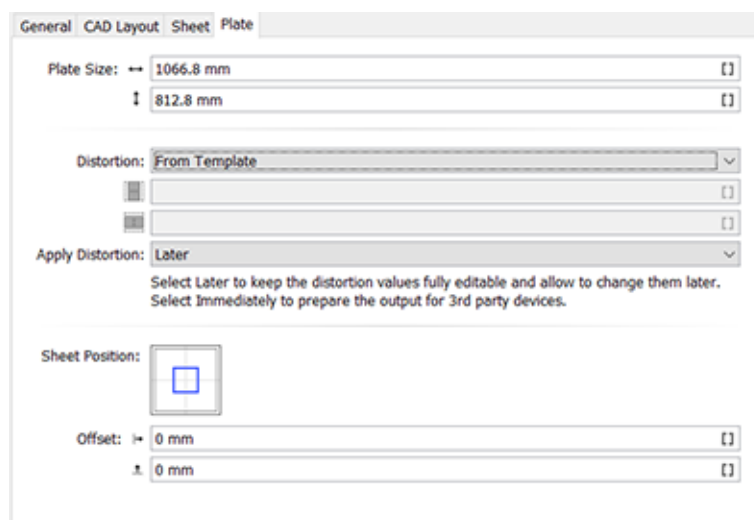 General CAD Layout Sheet Plate
Plate Size: 1066.8 mm
812.8 mm
Distortion: From Template
Apply Distortion: Later
Select Later to keep the distortion values fully editable and allow to change them later.
Select Immediately to prepare the output for 3rd party devices.
Sheet Position:
Offset: 0 mm
0 mm